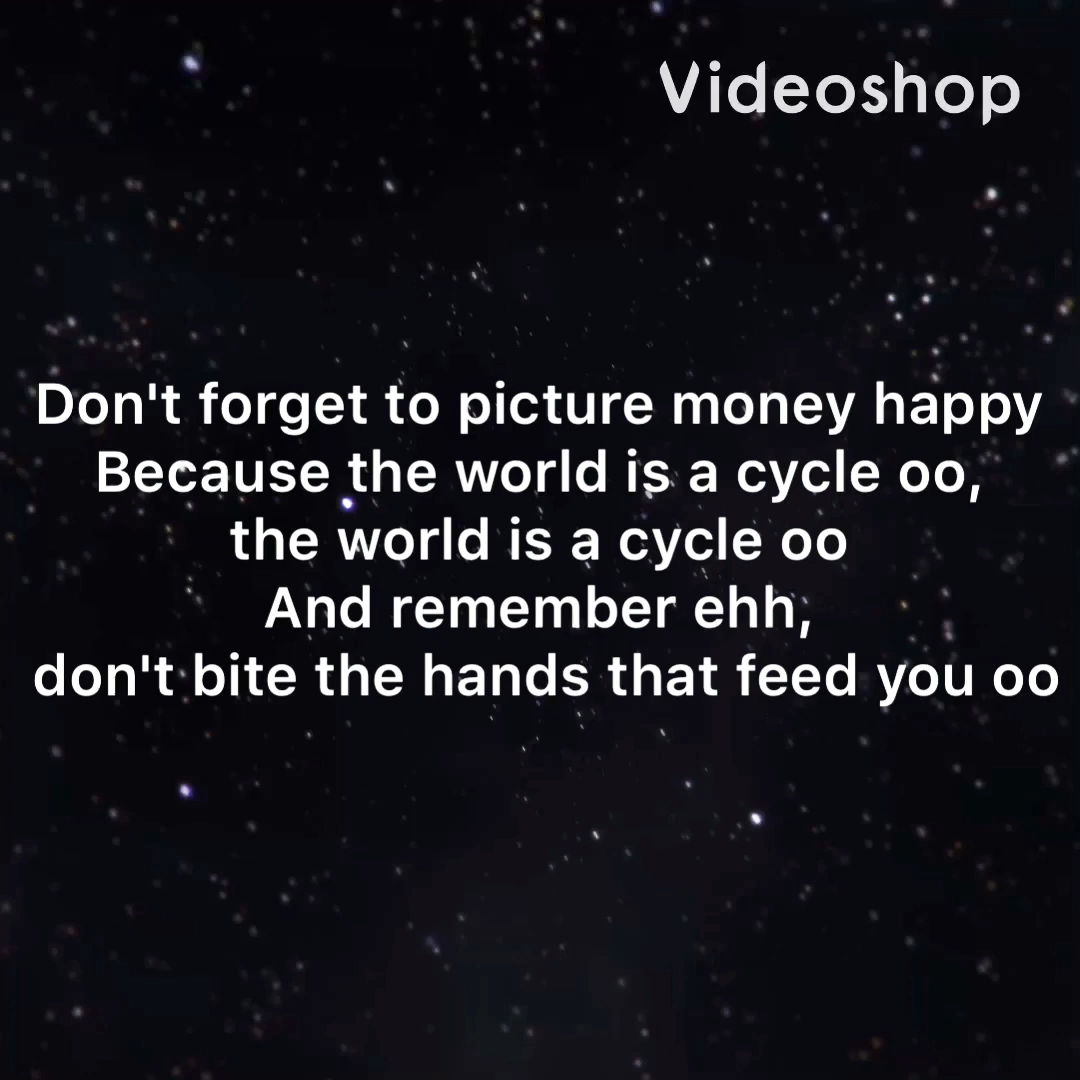 Videoshop
Don't forget to picture money happy
Because the world is a cycle oo,
the world is a cycle oo
And remember ehh,
don't bite the hands that feed you oo